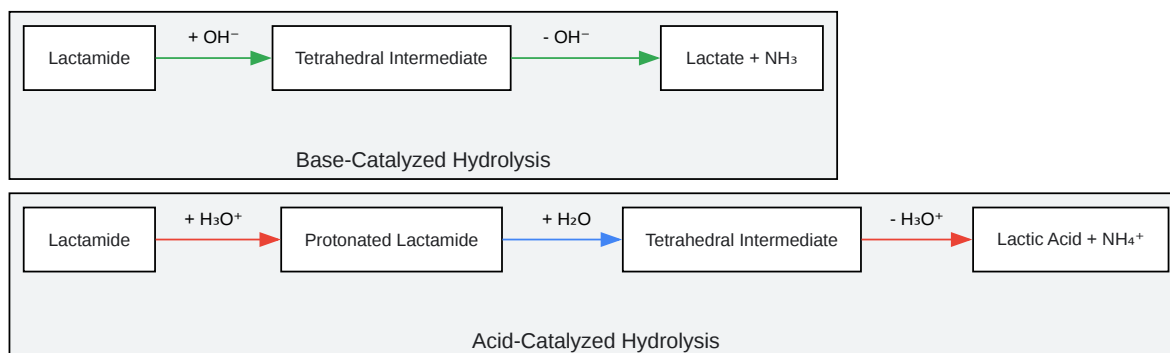 + OH⁻ - OH⁻
Lactamide Tetrahedral Intermediate Lactate + NH₃
Base-Catalyzed Hydrolysis
+ H₃O⁺ + H₂O - H₃O⁺
Lactamide Protonated Lactamide Tetrahedral Intermediate Lactic Acid + NH₄⁺
Acid-Catalyzed Hydrolysis